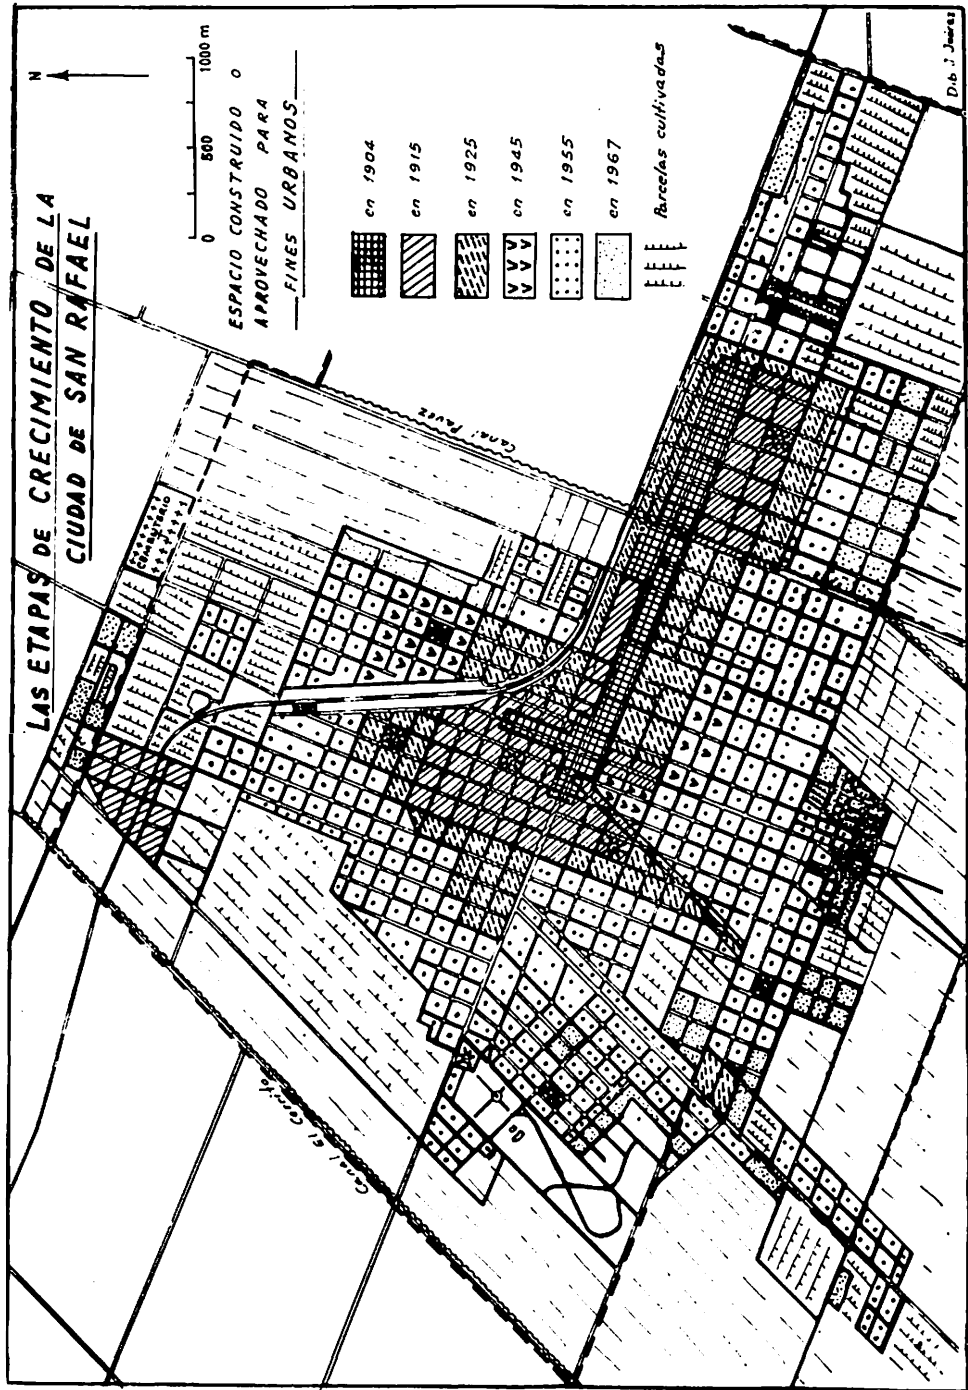 Las ETAPAS DE CRECIMIENTO DE LA
CIUDAD DE SAN RAFAEL
N
0 500 1000 m
ESPACIO CONSTRUIDO O
APROVECHADO PARA
FINES URBANOS
en 1904
en 1915
en 1925
en 1945
en 1955
en 1967
Parcelas cultivadas
CEMENTERIO
Canal Pavez
Canal El Cerrito
Dib. J. Juárez